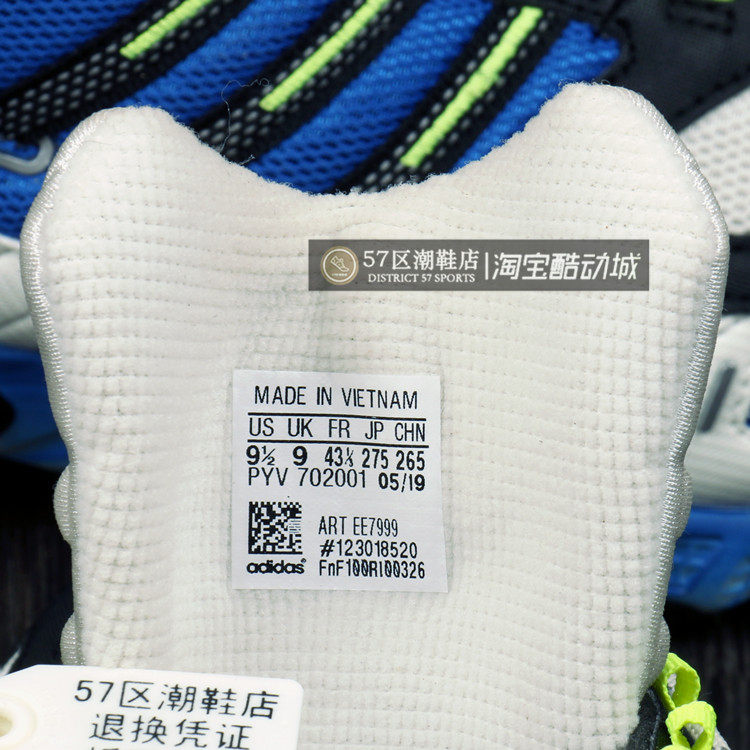 57区潮鞋店
DISTRICT 57 SPORTS
淘宝酷动城
MADE IN VIETNAM
US UK FR JP CHN
9½ 9 43⅓ 275 265
PYV 702001 05/19
ART EE7999
#123018520
adidas FnF100RI00326
57区潮鞋店
退换凭证